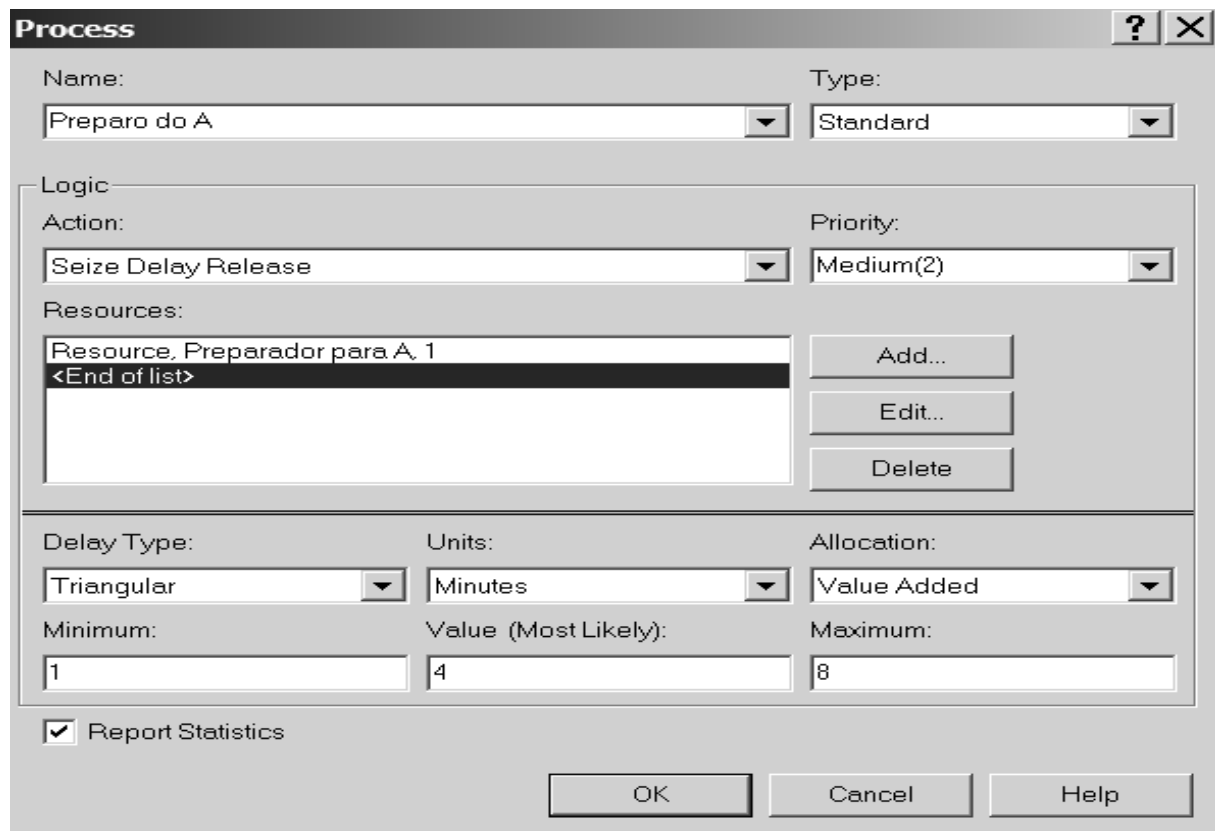 Process
Name: Type:
Preparo do A Standard
Logic
Action: Priority:
Seize Delay Release Medium(2)
Resources:
Resource, Preparador para A, 1
<End of list>
Add...
Edit...
Delete
Delay Type: Units: Allocation:
Triangular Minutes Value Added
Minimum: Value (Most Likely): Maximum:
1 4 8
Report Statistics
OK Cancel Help